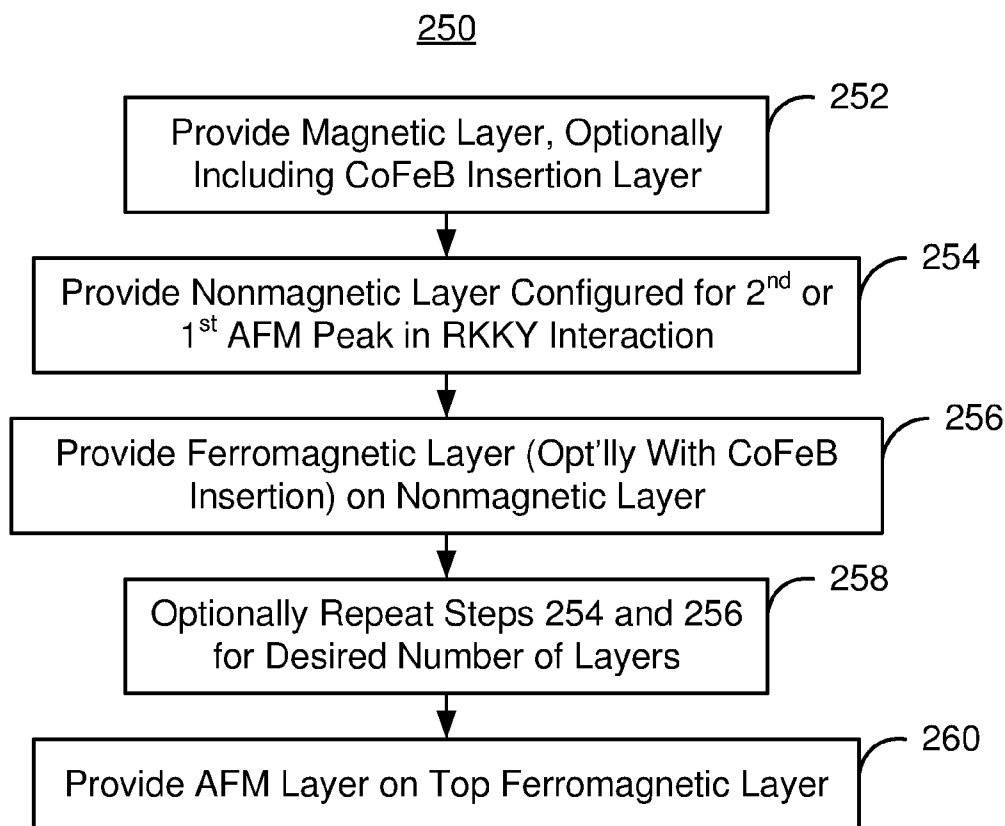 250
252
Provide Magnetic Layer, Optionally
Including CoFeB Insertion Layer
254
Provide Nonmagnetic Layer Configured for 2nd or
1st AFM Peak in RKKY Interaction
256
Provide Ferromagnetic Layer (Opt'lly With CoFeB
Insertion) on Nonmagnetic Layer
258
Optionally Repeat Steps 254 and 256
for Desired Number of Layers
260
Provide AFM Layer on Top Ferromagnetic Layer